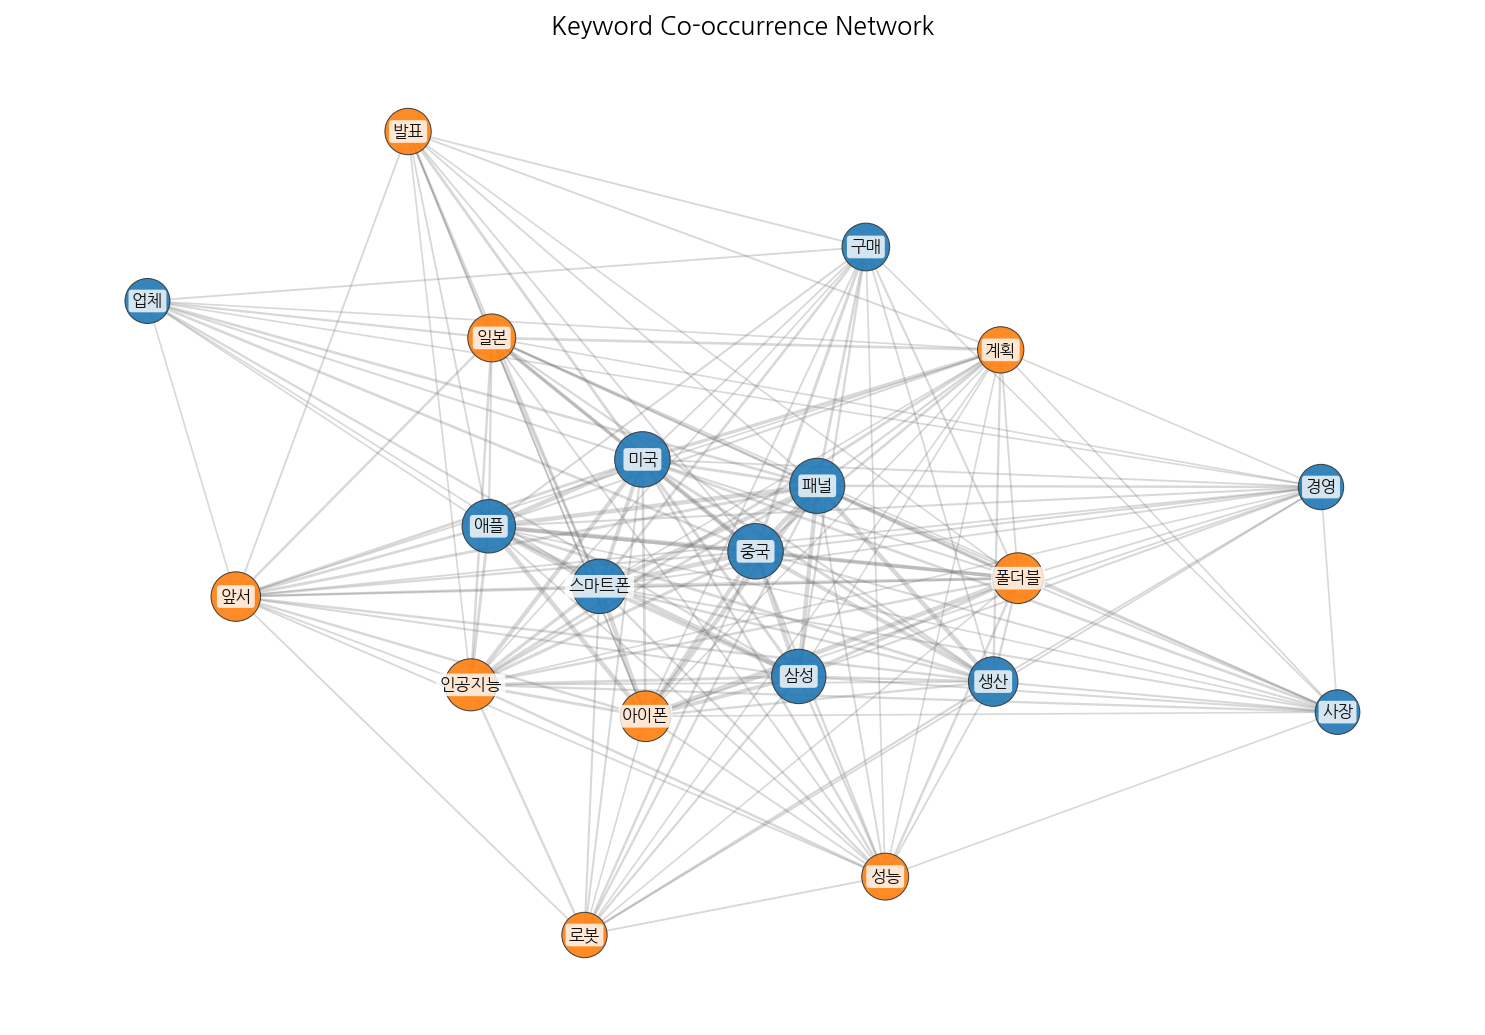 Keyword Co-occurrence Network
발표
구매
업체
일본
계획
미국
패널
경영
애플
중국
스마트폰
폴더블
앞서
인공지능
삼성
생산
아이폰
사장
성능
로봇